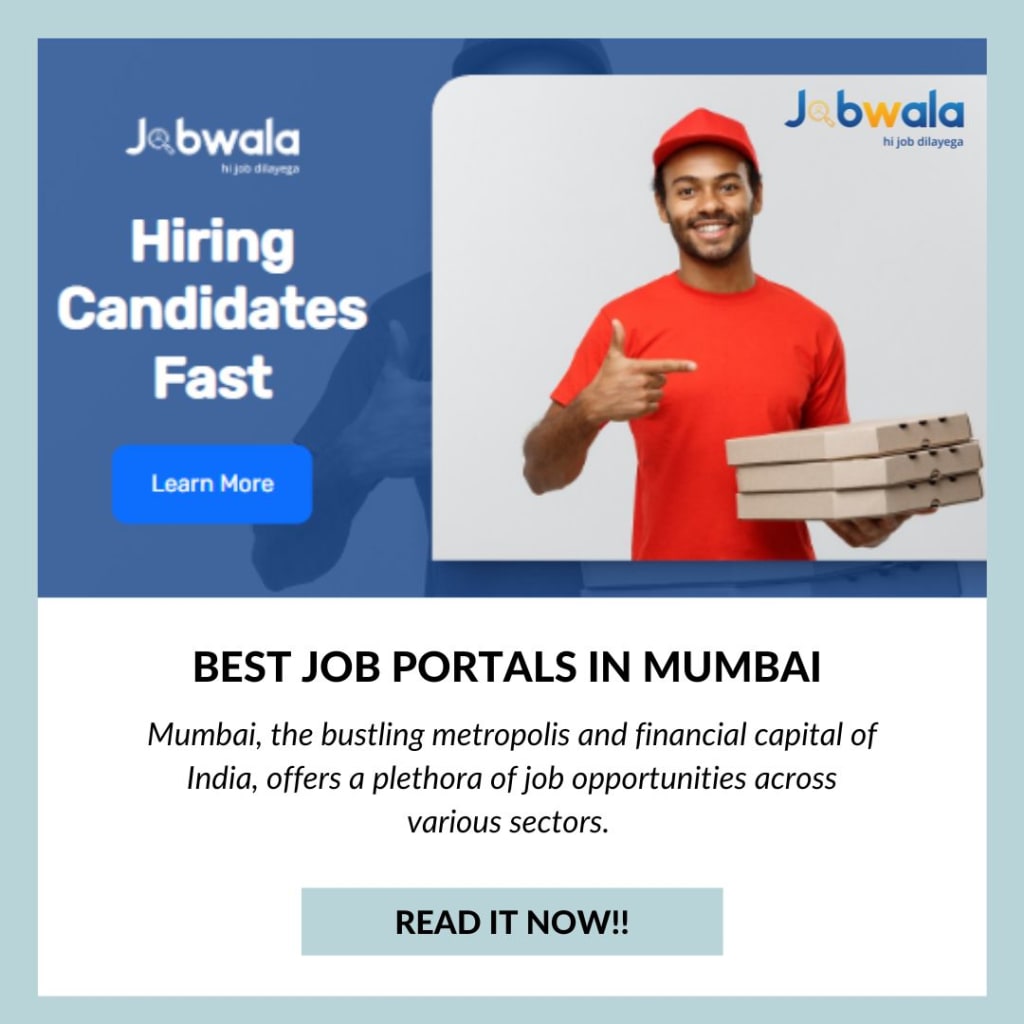 Jobwala
hi job dilayega
Hiring
Candidates
Fast
Learn More
Jobwala
hi job dilayega
BEST JOB PORTALS IN MUMBAI
Mumbai, the bustling metropolis and financial capital of
India, offers a plethora of job opportunities across
various sectors.
READ IT NOW!!